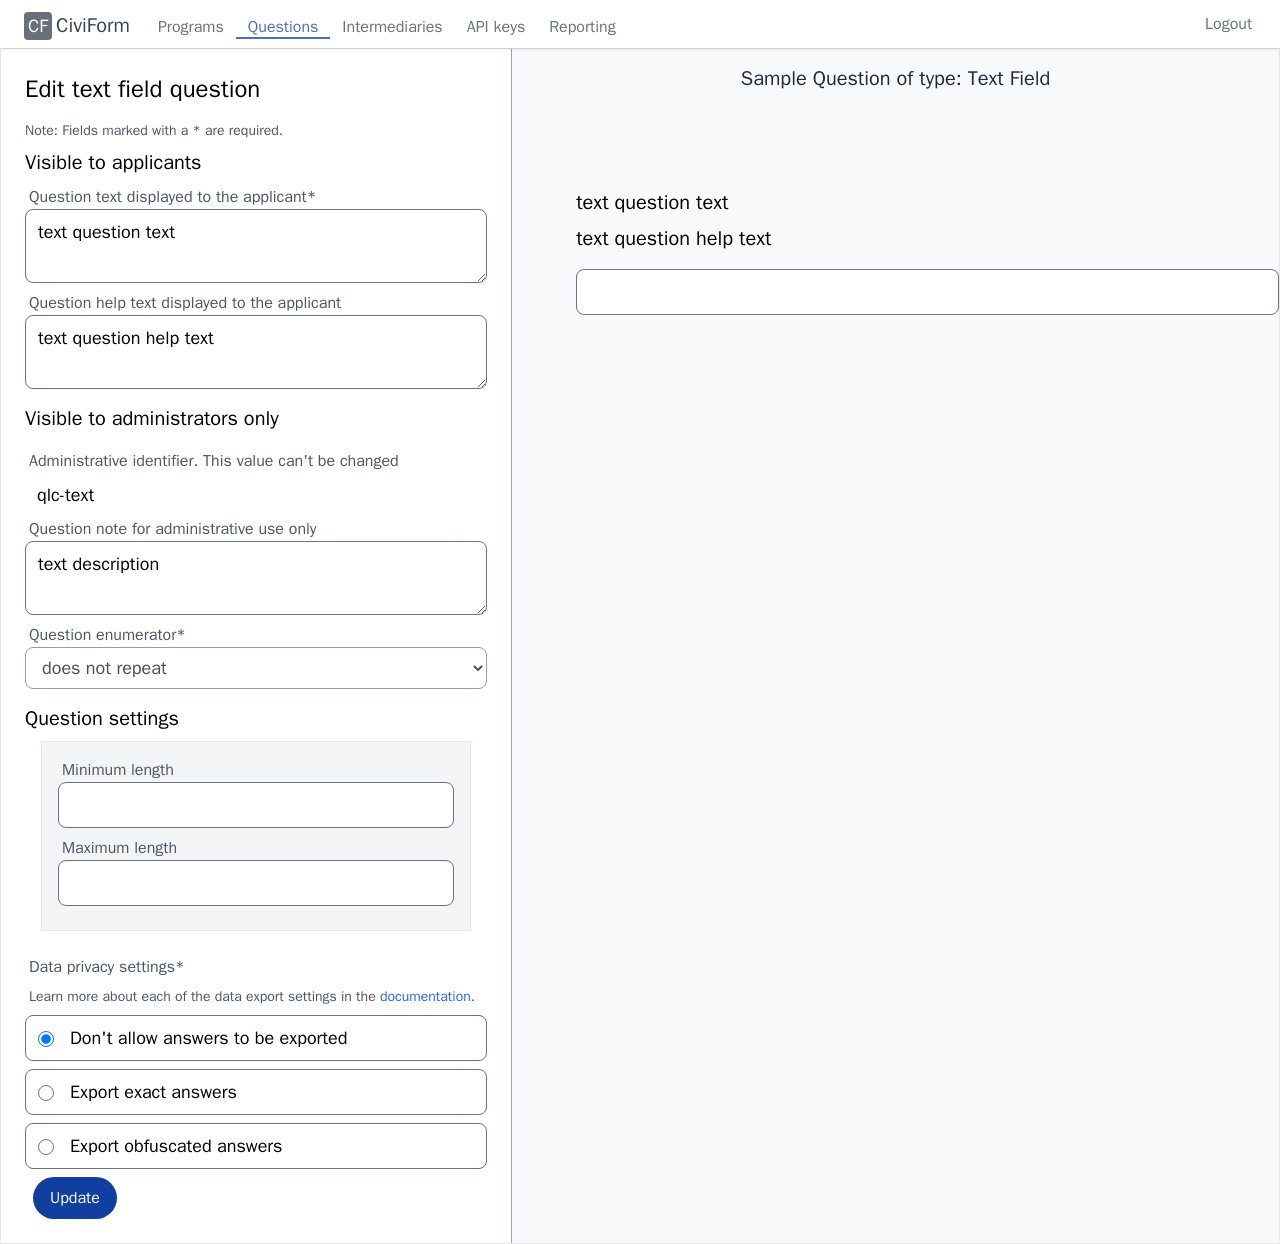 CF CiviForm Programs Questions Intermediaries API keys Reporting Logout
Edit text field question
Note: Fields marked with a * are required.
Visible to applicants
Question text displayed to the applicant*
text question text
Question help text displayed to the applicant
text question help text
Visible to administrators only
Administrative identifier. This value can't be changed
qlc-text
Question note for administrative use only
text description
Question enumerator*
does not repeat
Question settings
Minimum length
Maximum length
Data privacy settings*
Learn more about each of the data export settings in the documentation.
Don't allow answers to be exported
Export exact answers
Export obfuscated answers
Update
Sample Question of type: Text Field
text question text
text question help text